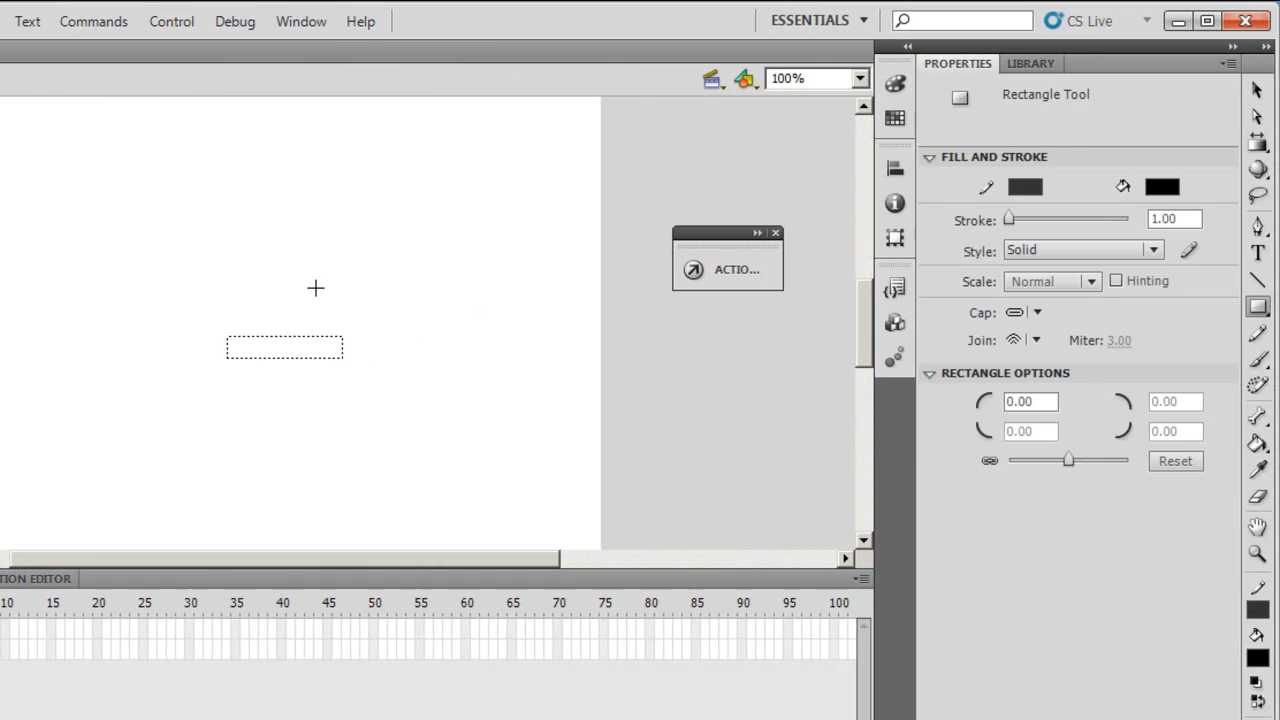 Text Commands Control Debug Window Help ESSENTIALS CS Live
100%
PROPERTIES LIBRARY
Rectangle Tool
FILL AND STROKE
Stroke: 1.00
Style: Solid
Scale: Normal Hinting
Cap:
Join: Miter: 3.00
RECTANGLE OPTIONS
0.00 0.00
0.00 0.00
Reset
ACTIO...
TION EDITOR
10 15 20 25 30 35 40 45 50 55 60 65 70 75 80 85 90 95 100